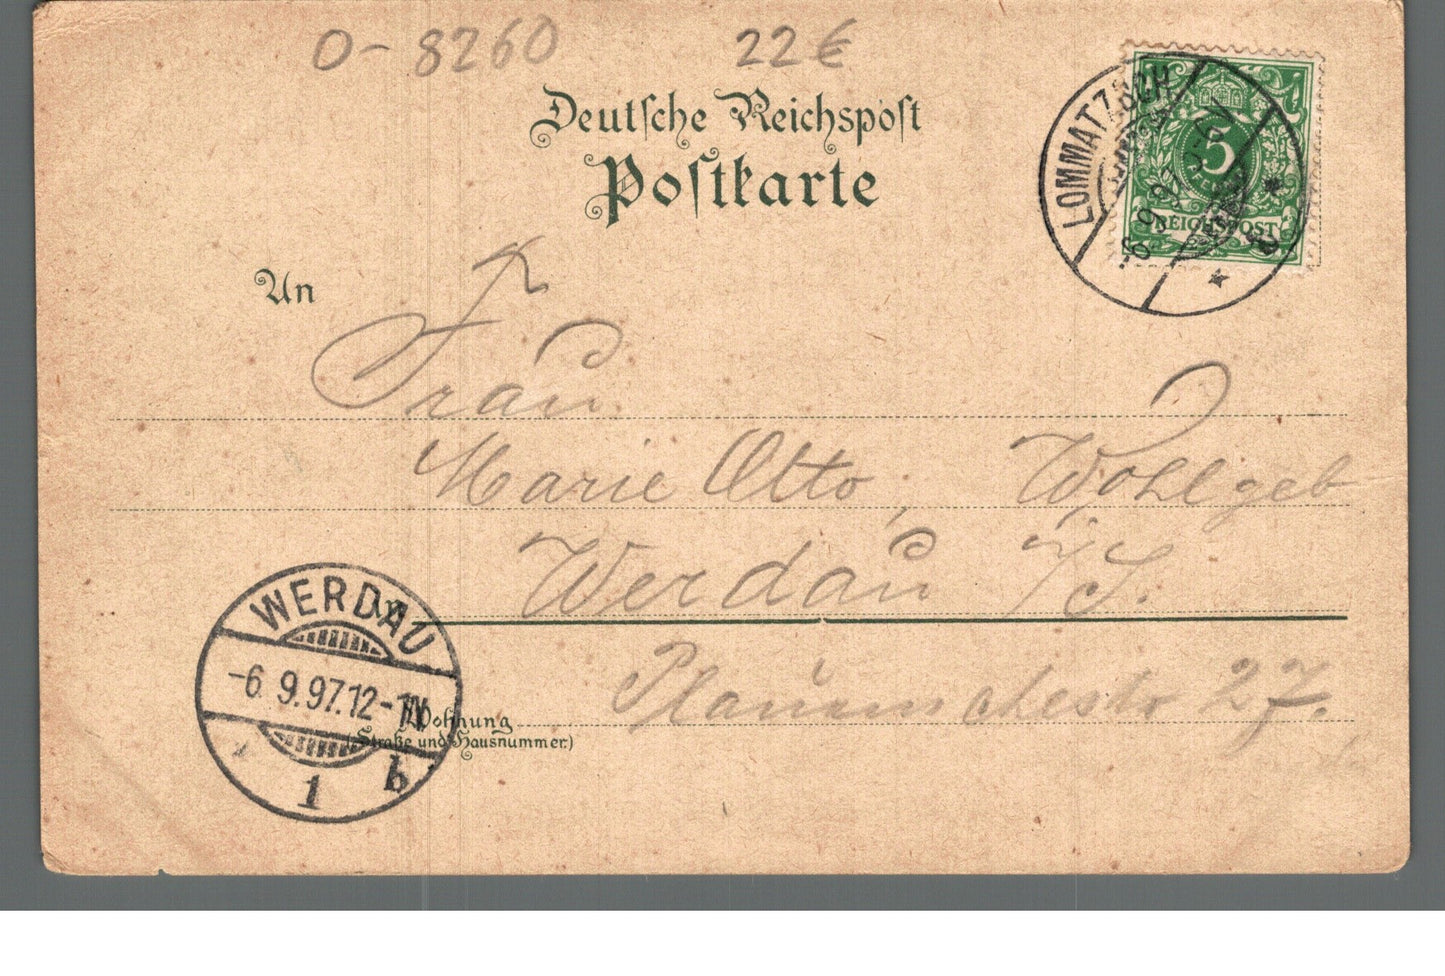 O-8260 22 €
Deutsche Reichspost
Postkarte
LOMMATZSCH
5
REICHSPOST
An
Frau
Marie Otto, Wohlgeb
Werdau i/S.
WERDAU
-6.9.97.12-1N
1 b
Wohnung
(Straße und Hausnummer)
27.